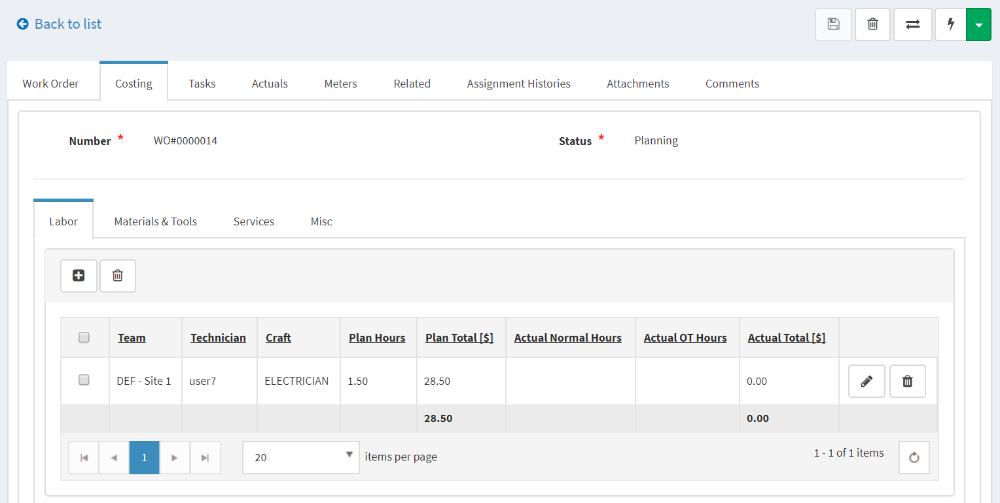 Back to list
Work Order Costing Tasks Actuals Meters Related Assignment Histories Attachments Comments
Number * WO#0000014 Status * Planning
Labor Materials & Tools Services Misc
Team Technician Craft Plan Hours Plan Total [$] Actual Normal Hours Actual OT Hours Actual Total [$]
DEF - Site 1 user7 ELECTRICIAN 1.50 28.50 0.00
28.50 0.00
1 20 items per page 1 - 1 of 1 items